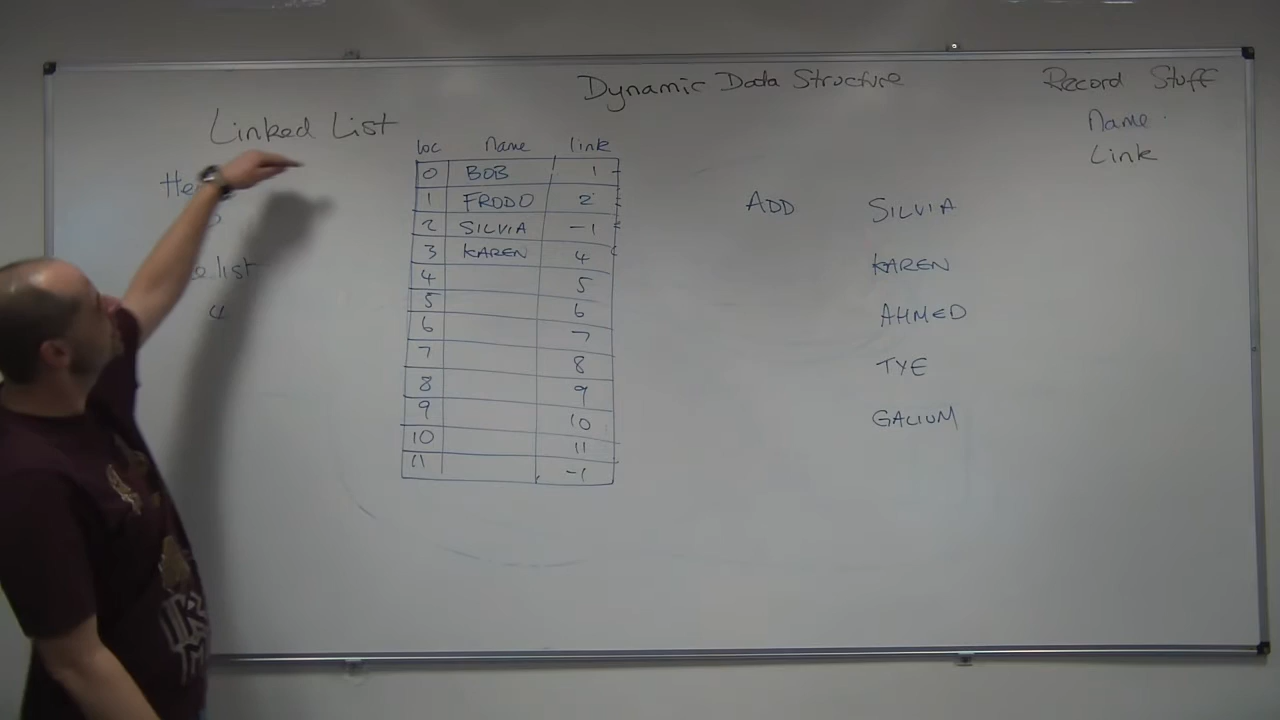 Dynamic Data Structure
Record Stuff
Name
Link
Linked List
loc Name link
0 BOB 1
1 FRODO 2
2 SILVIA -1
3 KAREN 4
4 5
5 6
6 7
7 8
8 9
9 10
10 11
11 -1
list
4
ADD SILVIA
KAREN
AHMED
TYE
GALIUM